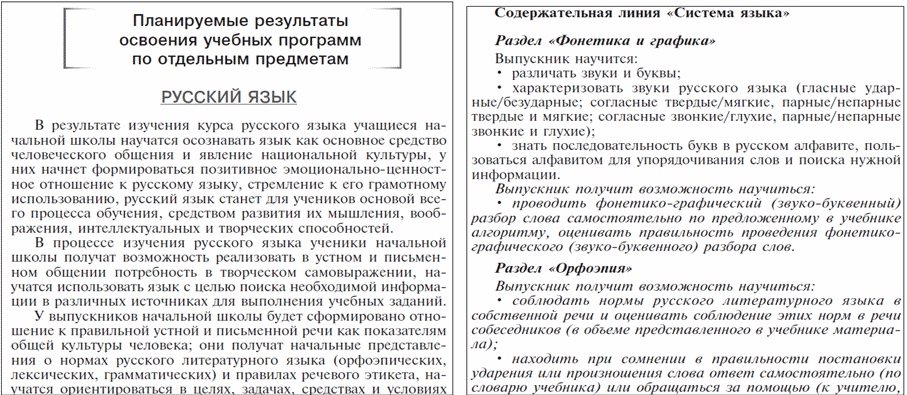 Планируемые результаты
освоения учебных программ
по отдельным предметам
РУССКИЙ ЯЗЫК
В результате изучения курса русского языка учащиеся на-
чальной школы научатся осознавать язык как основное средство
человеческого общения и явление национальной культуры, у
них начнет формироваться позитивное эмоционально-ценност-
ное отношение к русскому языку, стремление к его грамотному
использованию, русский язык станет для учеников основой все-
го процесса обучения, средством развития их мышления, вооб-
ражения, интеллектуальных и творческих способностей.
В процессе изучения русского языка ученики начальной
школы получат возможность реализовать в устном и письмен-
ном общении потребность в творческом самовыражении, на-
учатся использовать язык с целью поиска необходимой информа-
ции в различных источниках для выполнения учебных заданий.
У выпускников начальной школы будет сформировано отно-
шение к правильной устной и письменной речи как показателям
общей культуры человека; они получат начальные представле-
ния о нормах русского литературного языка (орфоэпических,
лексических, грамматических) и правилах речевого этикета, на-
учатся ориентироваться в целях, задачах, средствах и условиях
Содержательная линия «Система языка»
Раздел «Фонетика и графика»
Выпускник научится:
• различать звуки и буквы;
• характеризовать звуки русского языка (гласные удар-
ные/безударные; согласные твердые/мягкие, парные/непарные
твердые и мягкие; согласные звонкие/глухие, парные/непарные
звонкие и глухие);
• знать последовательность букв в русском алфавите, поль-
зоваться алфавитом для упорядочивания слов и поиска нужной
информации.
Выпускник получит возможность научиться:
• проводить фонетико-графический (звуко-буквенный)
разбор слова самостоятельно по предложенному в учебнике
алгоритму, оценивать правильность проведения фонетико-
графического (звуко-буквенного) разбора слов.
Раздел «Орфоэпия»
Выпускник получит возможность научиться:
• соблюдать нормы русского литературного языка в
собственной речи и оценивать соблюдение этих норм в речи
собеседников (в объеме представленного в учебнике материа-
ла);
• находить при сомнении в правильности постановки
ударения или произношения слова ответ самостоятельно (по
словарю учебника) или обращаться за помощью (к учителю,